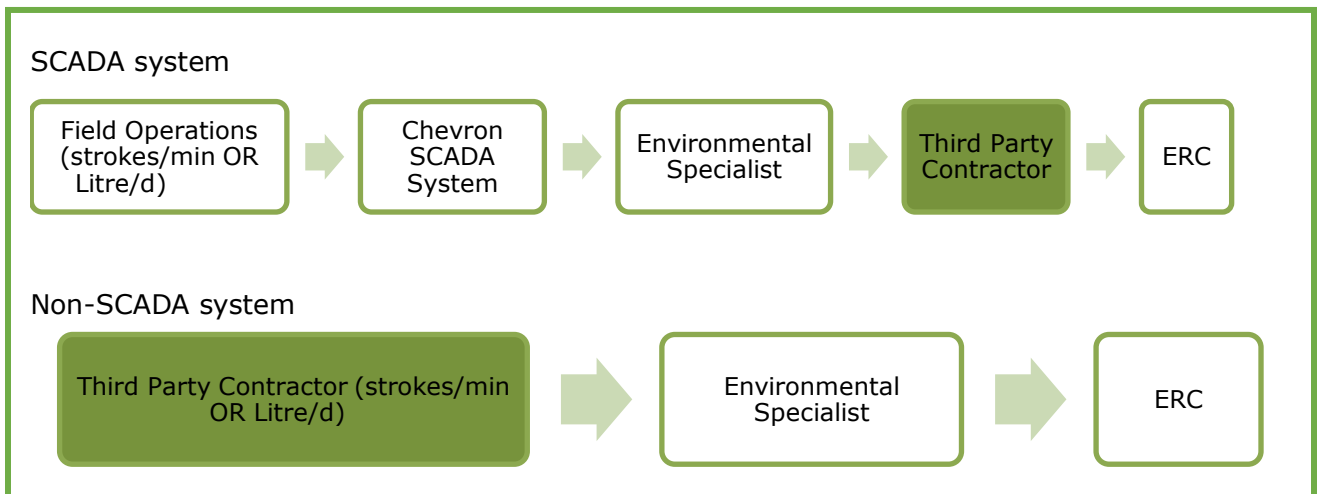 SCADA system
Field Operations
(strokes/min OR
Litre/d)
Chevron
SCADA
System
Environmental
Specialist
Third Party
Contractor
ERC
Non-SCADA system
Third Party Contractor (strokes/min
OR Litre/d)
Environmental
Specialist
ERC